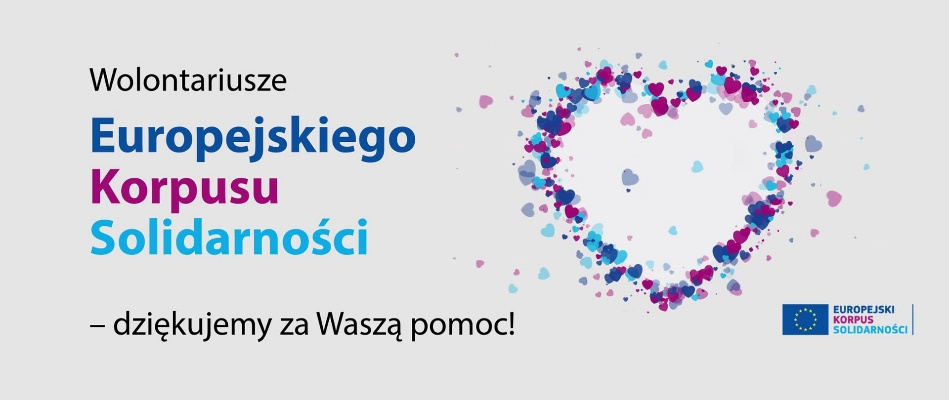 Wolontariusze
Europejskiego
Korpusu
Solidarności
– dziękujemy za Waszą pomoc!
EUROPEJSKI
KORPUS
SOLIDARNOŚCI